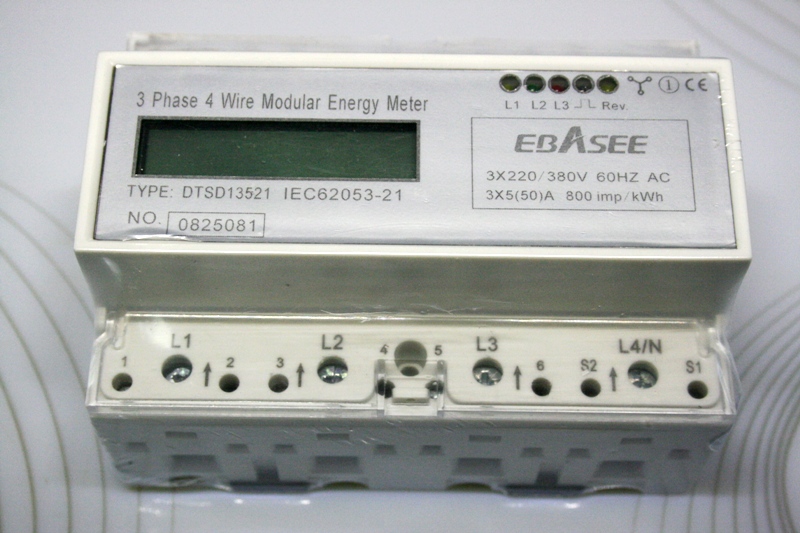 3 Phase 4 Wire Modular Energy Meter
L1 L2 L3 Rev.
1 CE
EBASEE
3X220/380V 60HZ AC
3X5(50)A 800 imp/kWh
TYPE: DTSD13521 IEC62053-21
NO. 0825081
L1 L2 L3 L4/N
1 2 3 4 5 6 S2 S1